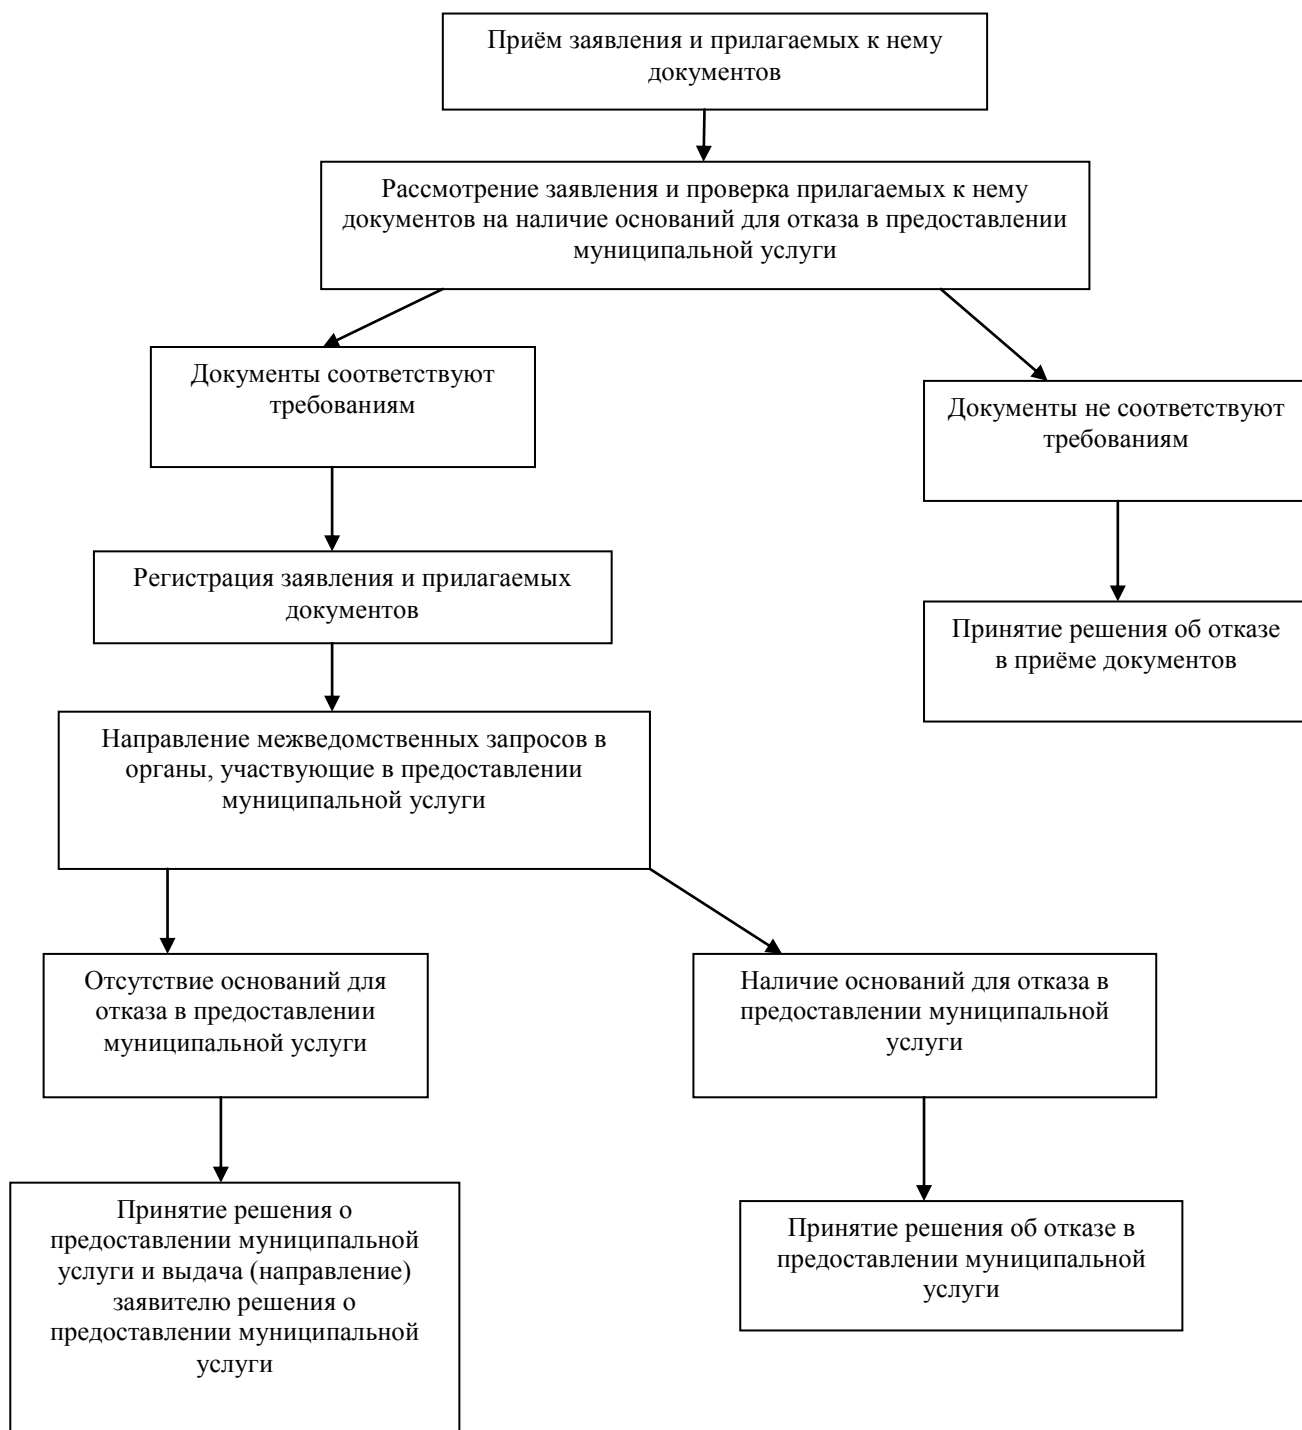 Приём заявления и прилагаемых к нему
документов
Рассмотрение заявления и проверка прилагаемых к нему
документов на наличие оснований для отказа в предоставлении
муниципальной услуги
Документы соответствуют
требованиям
Документы не соответствуют
требованиям
Регистрация заявления и прилагаемых
документов
Принятие решения об отказе
в приёме документов
Направление межведомственных запросов в
органы, участвующие в предоставлении
муниципальной услуги
Отсутствие оснований для
отказа в предоставлении
муниципальной услуги
Наличие оснований для отказа в
предоставлении муниципальной
услуги
Принятие решения о
предоставлении муниципальной
услуги и выдача (направление)
заявителю решения о
предоставлении муниципальной
услуги
Принятие решения об отказе в
предоставлении муниципальной
услуги